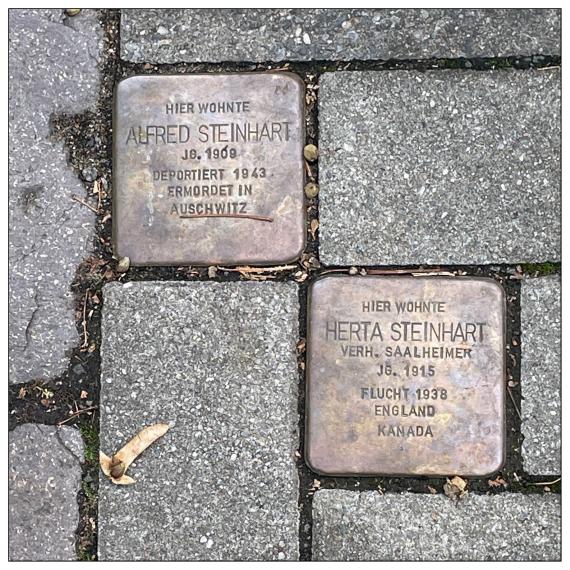 HIER WOHNTE
ALFRED STEINHART
JG. 1909
DEPORTIERT 1943
ERMORDET IN
AUSCHWITZ
HIER WOHNTE
HERTA STEINHART
VERH. SAALHEIMER
JG. 1915
FLUCHT 1938
ENGLAND
KANADA